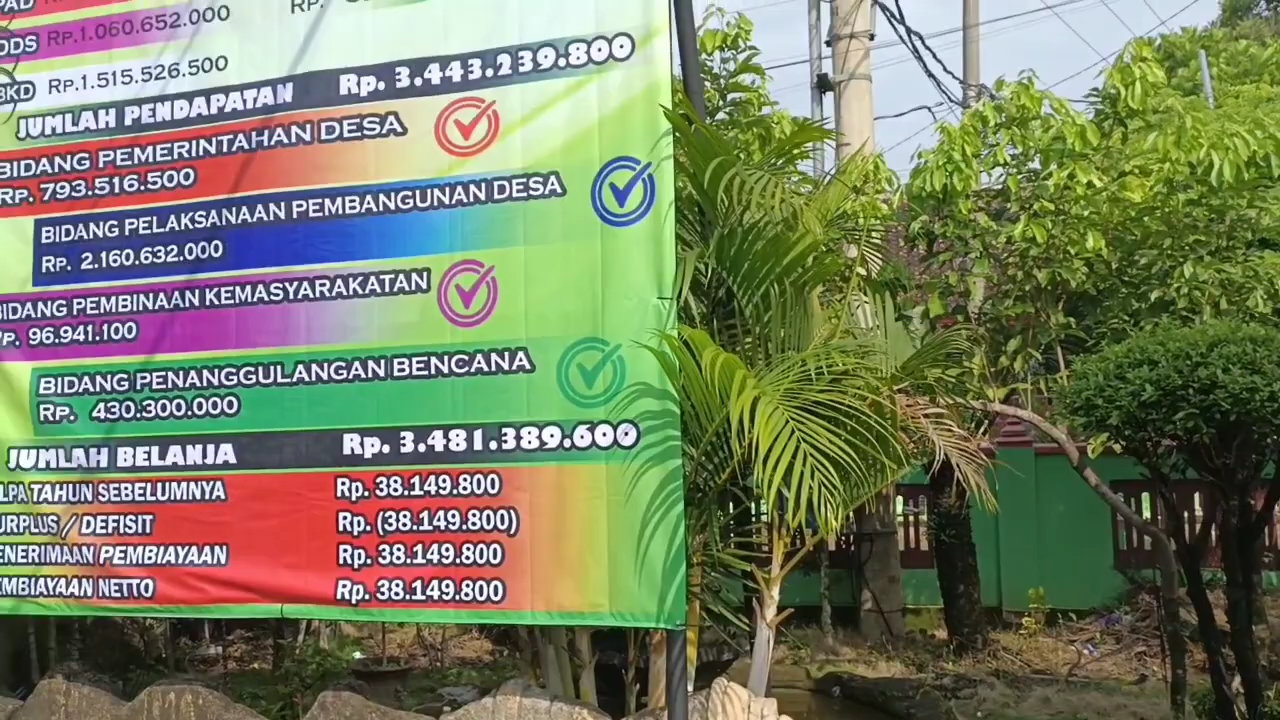 PAD
DDS Rp.1.060.652.000 Rp.
BKD Rp.1.515.526.500
JUMLAH PENDAPATAN Rp. 3.443.239.800
BIDANG PEMERINTAHAN DESA
Rp. 793.516.500
BIDANG PELAKSANAAN PEMBANGUNAN DESA
Rp. 2.160.632.000
BIDANG PEMBINAAN KEMASYARAKATAN
Rp. 96.941.100
BIDANG PENANGGULANGAN BENCANA
Rp. 430.300.000
JUMLAH BELANJA Rp. 3.481.389.600
LPA TAHUN SEBELUMNYA Rp. 38.149.800
URPLUS / DEFISIT Rp. (38.149.800)
ENERIMAAN PEMBIAYAAN Rp. 38.149.800
MBIAYAAN NETTO Rp. 38.149.800